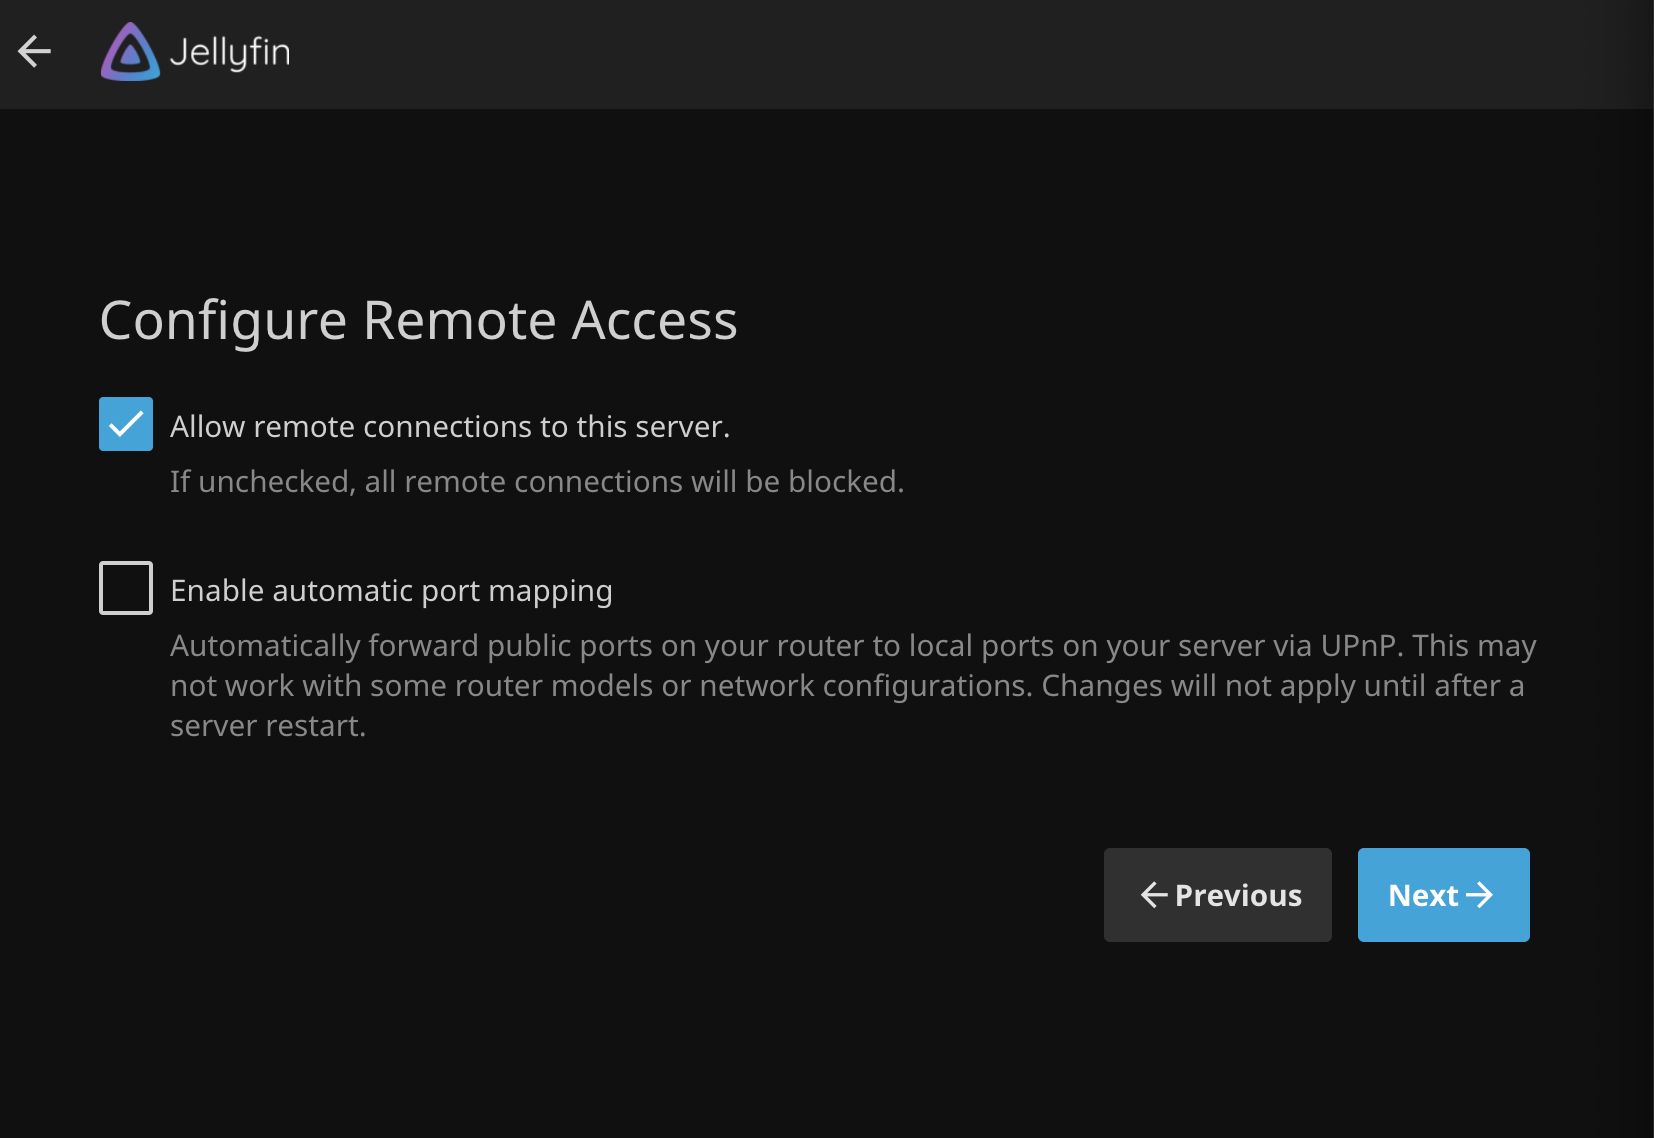 Jellyfin
Configure Remote Access
Allow remote connections to this server.
If unchecked, all remote connections will be blocked.
Enable automatic port mapping
Automatically forward public ports on your router to local ports on your server via UPnP. This may
not work with some router models or network configurations. Changes will not apply until after a
server restart.
Previous
Next